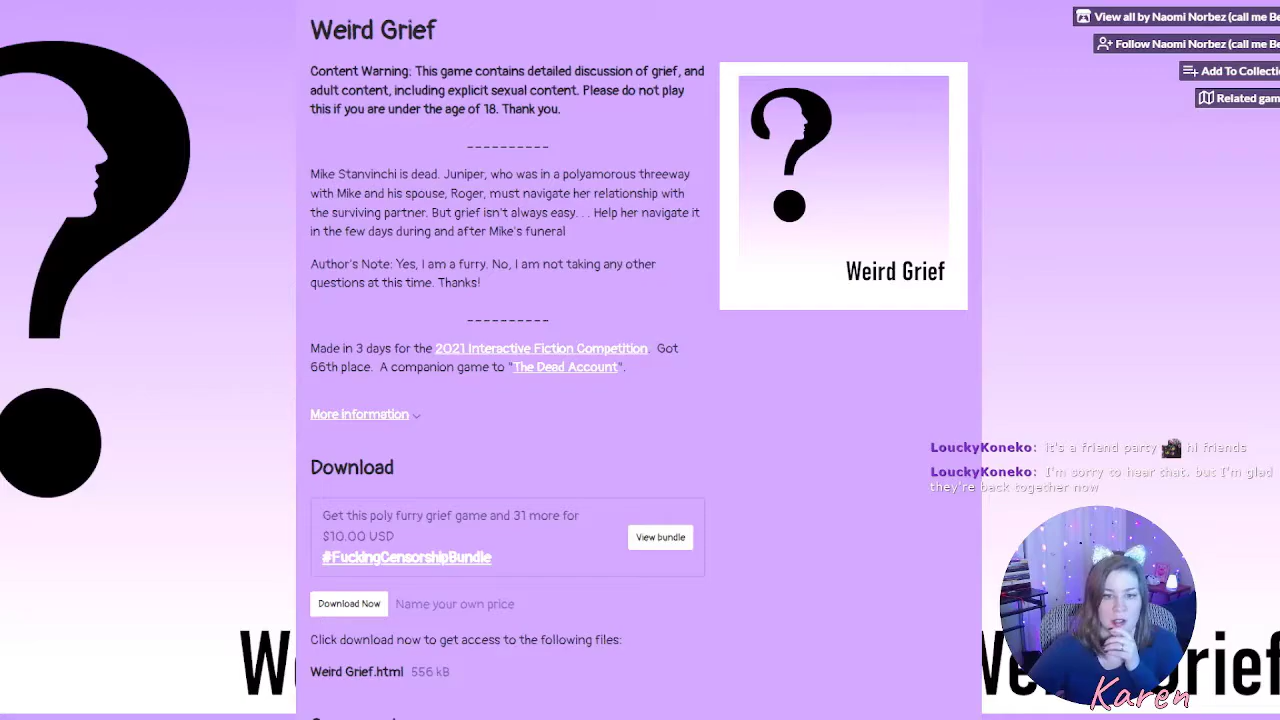 Weird Grief
Content Warning: This game contains detailed discussion of grief, and
adult content, including explicit sexual content. Please do not play
this if you are under the age of 18. Thank you.
----------
Mike Stanvinchi is dead. Juniper, who was in a polyamorous threeway
with Mike and his spouse, Roger, must navigate her relationship with
the surviving partner. But grief isn't always easy. . . Help her navigate it
in the few days during and after Mike's funeral
Author's Note: Yes, I am a furry. No, I am not taking any other
questions at this time. Thanks!
----------
Made in 3 days for the 2021 Interactive Fiction Competition. Got
66th place. A companion game to "The Dead Account".
More information
Download
Get this poly furry grief game and 31 more for
$10.00 USD
#FuckingCensorshipBundle
View bundle
Download Now Name your own price
Click download now to get access to the following files:
Weird Grief.html 556 kB
Weird Grief
View all by Naomi Norbez (call me Be
Follow Naomi Norbez (call me Be
Add To Collectio
Related gam
LouckyKoneko: it's a friend party hi friends
LouckyKoneko: I'm sorry to hear that, but I'm glad
they're back together now
Karen
We
Weird Grief